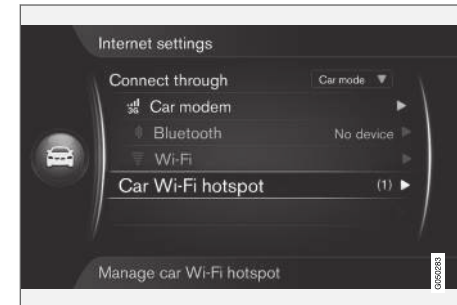 Internet settings
Connect through Car mode
3G Car modem
Bluetooth No device
Wi-Fi
Car Wi-Fi hotspot (1)
Manage car Wi-Fi hotspot
G050283